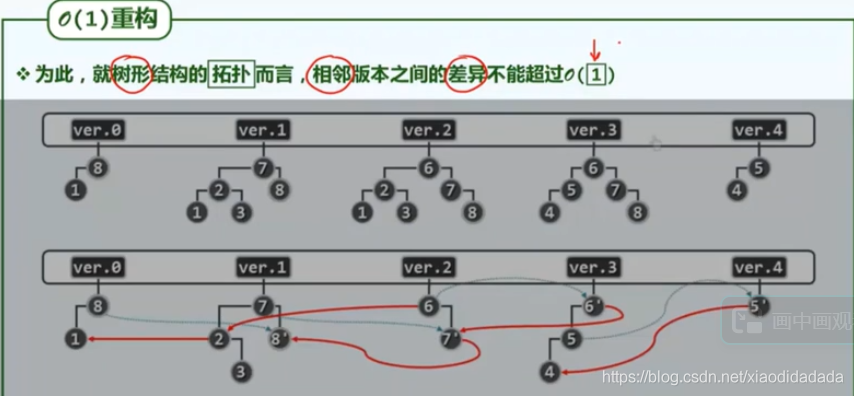 O(1)重构
❖ 为此，就树形结构的拓扑而言，相邻版本之间的差异不能超过O(1)
ver.0 ver.1 ver.2 ver.3 ver.4
8 7 6 6 5
1 2 8 2 7 5 7 4
1 3 1 3 8 4 8
ver.0 ver.1 ver.2 ver.3 ver.4
8 7 6 6' 5'
1 2 8' 7' 5
3 4
画中画观
https://blog.csdn.net/xiaodidadada